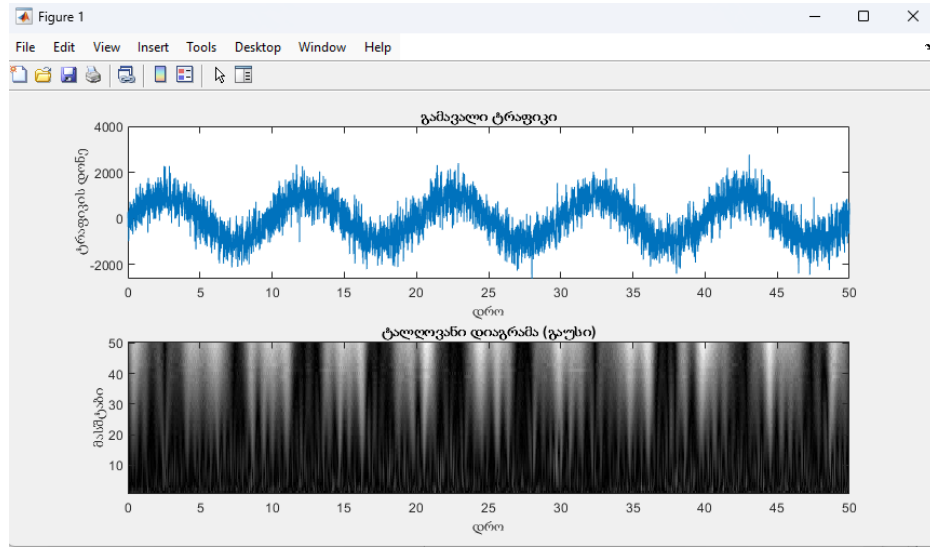 Figure 1
File Edit View Insert Tools Desktop Window Help
გამავალი ტრაფიკი
4000
2000
0
-2000
ტრაფიკის დონე
0 5 10 15 20 25 30 35 40 45 50
დრო
ტალღოვანი დიაგრამა (გაუსი)
50
40
30
20
10
მასშტაბი
0 5 10 15 20 25 30 35 40 45 50
დრო